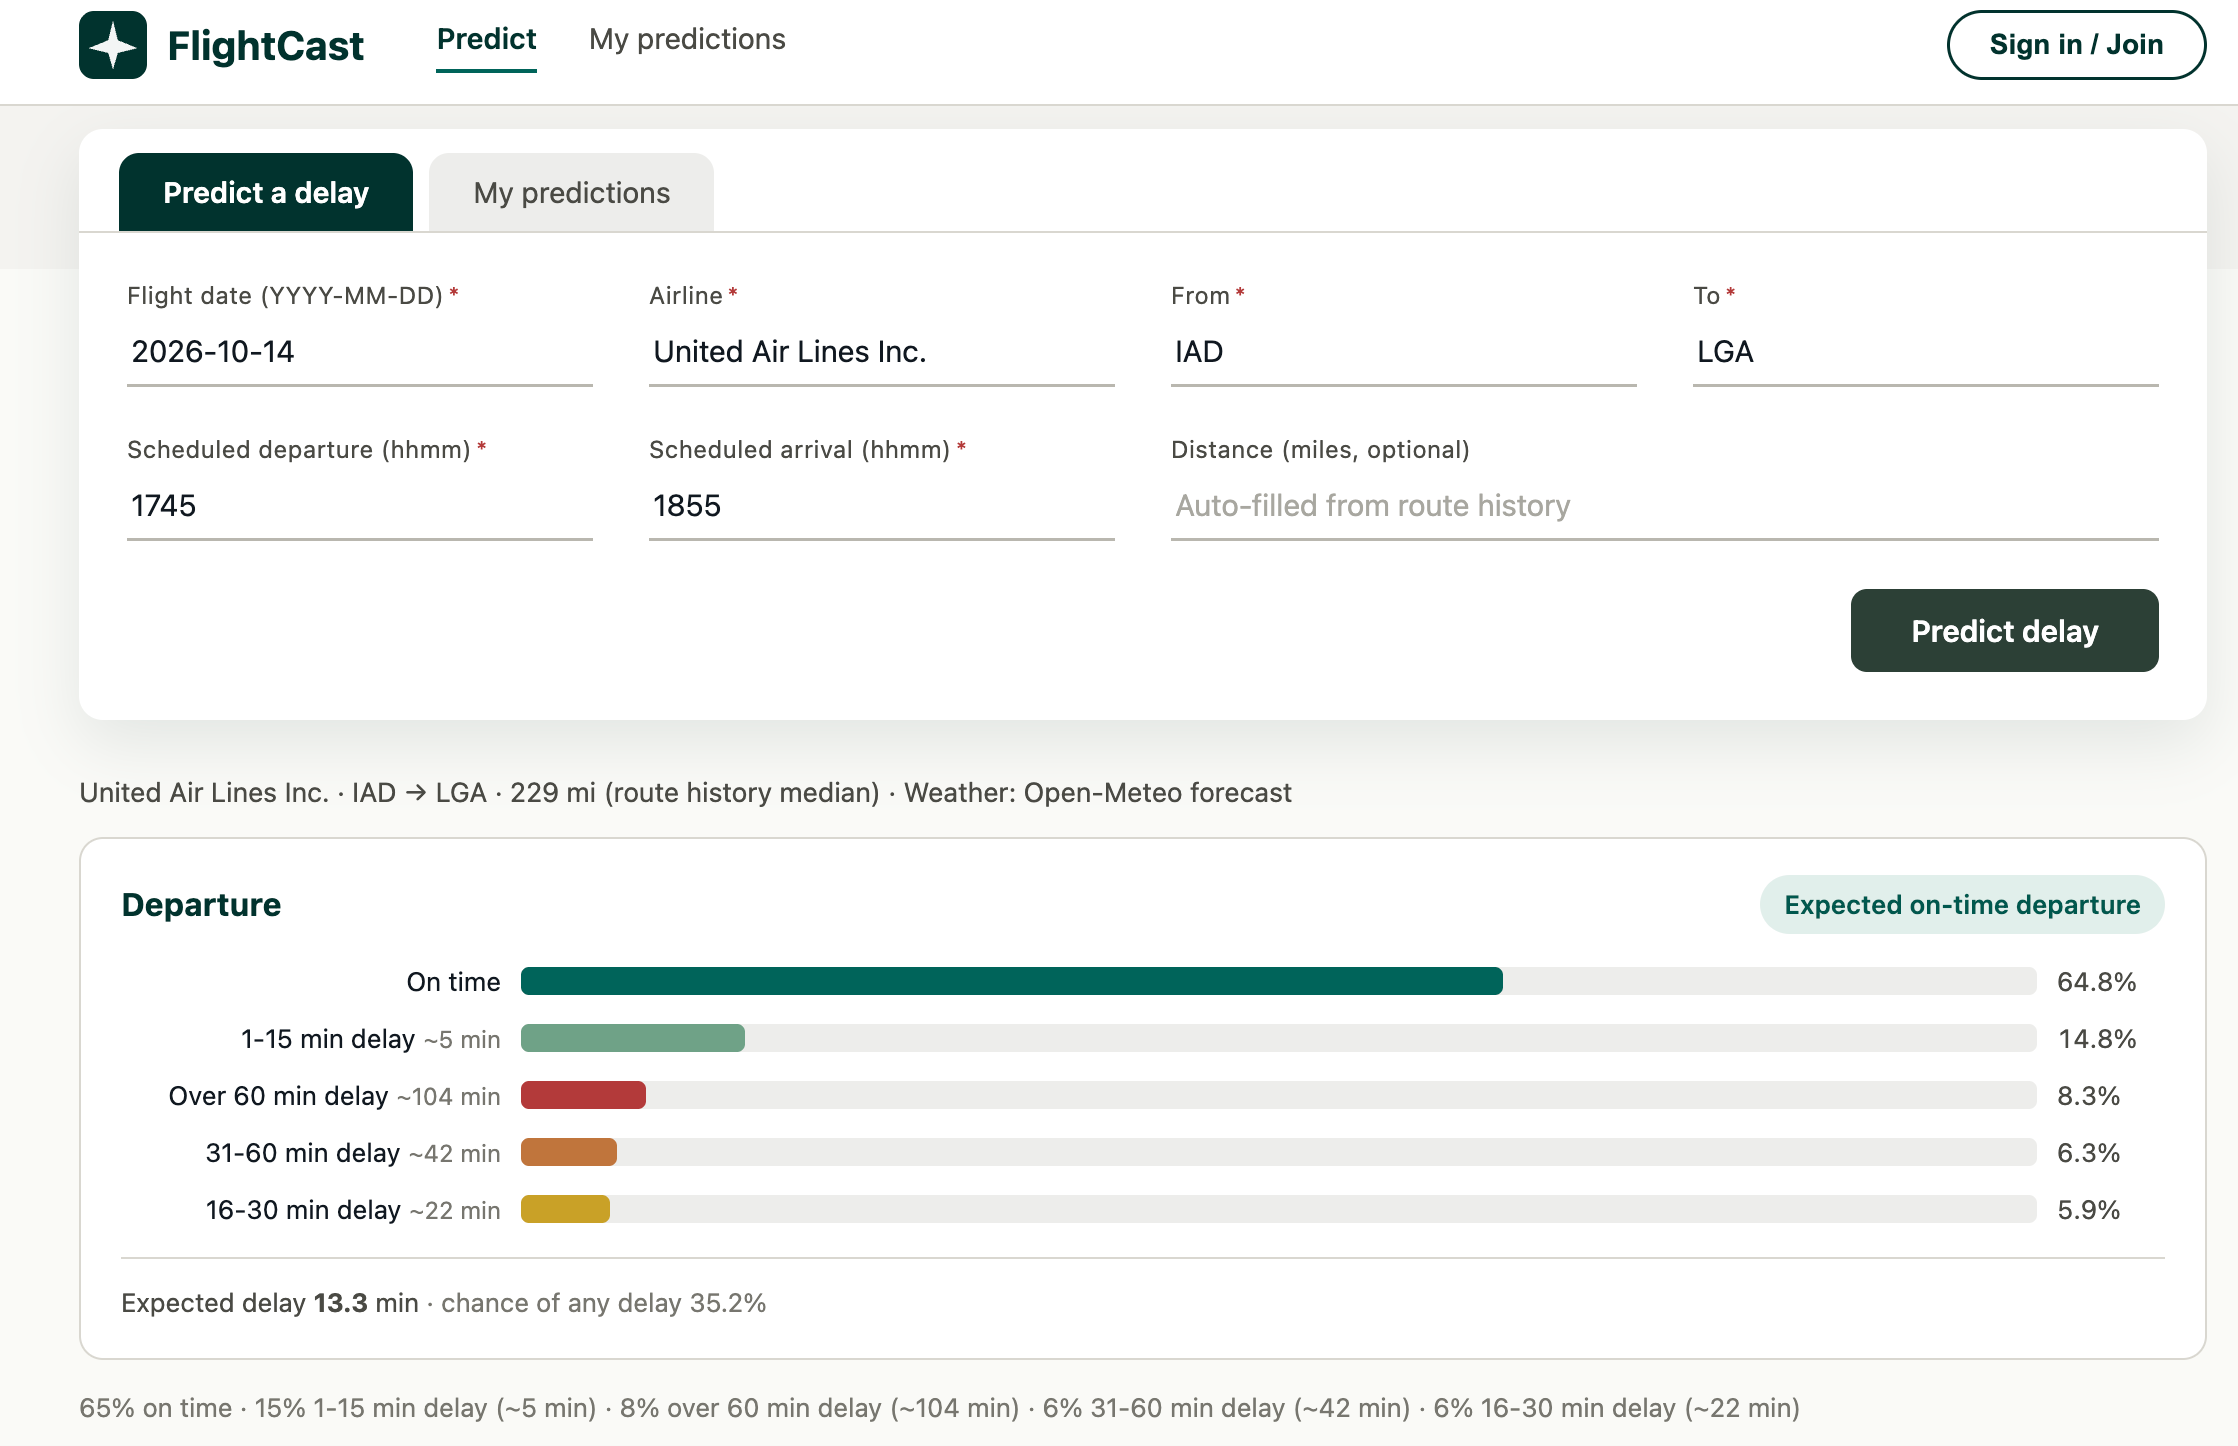 FlightCast Predict My predictions Sign in / Join
Predict a delay My predictions
Flight date (YYYY-MM-DD) * Airline * From * To *
2026-10-14 United Air Lines Inc. IAD LGA
Scheduled departure (hhmm) * Scheduled arrival (hhmm) * Distance (miles, optional)
1745 1855 Auto-filled from route history
Predict delay
United Air Lines Inc. · IAD → LGA · 229 mi (route history median) · Weather: Open-Meteo forecast
Departure Expected on-time departure
On time 64.8%
1-15 min delay ~5 min 14.8%
Over 60 min delay ~104 min 8.3%
31-60 min delay ~42 min 6.3%
16-30 min delay ~22 min 5.9%
Expected delay 13.3 min · chance of any delay 35.2%
65% on time · 15% 1-15 min delay (~5 min) · 8% over 60 min delay (~104 min) · 6% 31-60 min delay (~42 min) · 6% 16-30 min delay (~22 min)